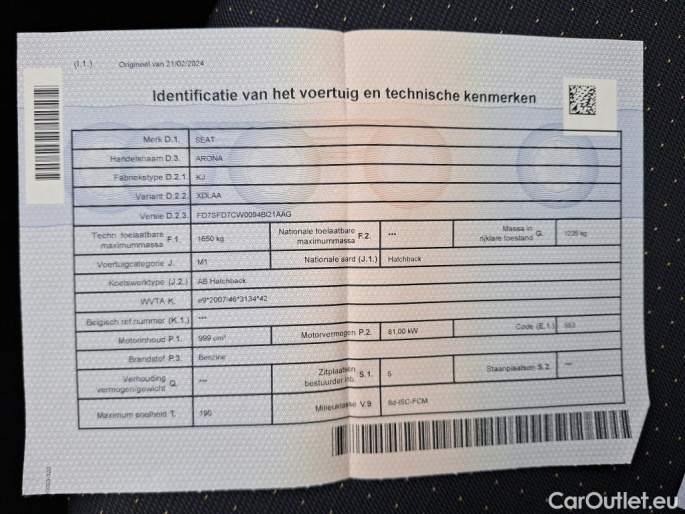 (I.1.) Origineel van 21/02/2024
Identificatie van het voertuig en technische kenmerken
Merk D.1. SEAT
Handelsnaam D.3. ARONA
Fabriekstype D.2.1. KJ
Variant D.2.2. XDLAA
Versie D.2.3. FD7SFD7CW0094BI21AAG
Techn toelaatbare maximummassa F.1. 1650 kg Nationale toelaatbare maximummassa F.2. *** Massa in rijklare toestand G. 1235 kg
Voertuigcategorie J. M1 Nationale aard (J.1.) Hatchback
Koetswerktype (J.2.) AB Hatchback
WVTA K. e9*2007/46*3134*42
Belgisch ref.nummer (K.1.) ***
Motorinhoud P.1. 999 cm³ Motorvermogen P.2. 81,00 kW Code (E.1.) 553
Brandstof P.3. Benzine
Verhouding vermogen/gewicht Q. *** Zitplaatsen bestuurder inb. S.1. 5 Staanplaatsen S.2. ***
Maximum snelheid T. 190 Milieuklasse V.9. 6d-ISC-FCM
CarOutlet.eu